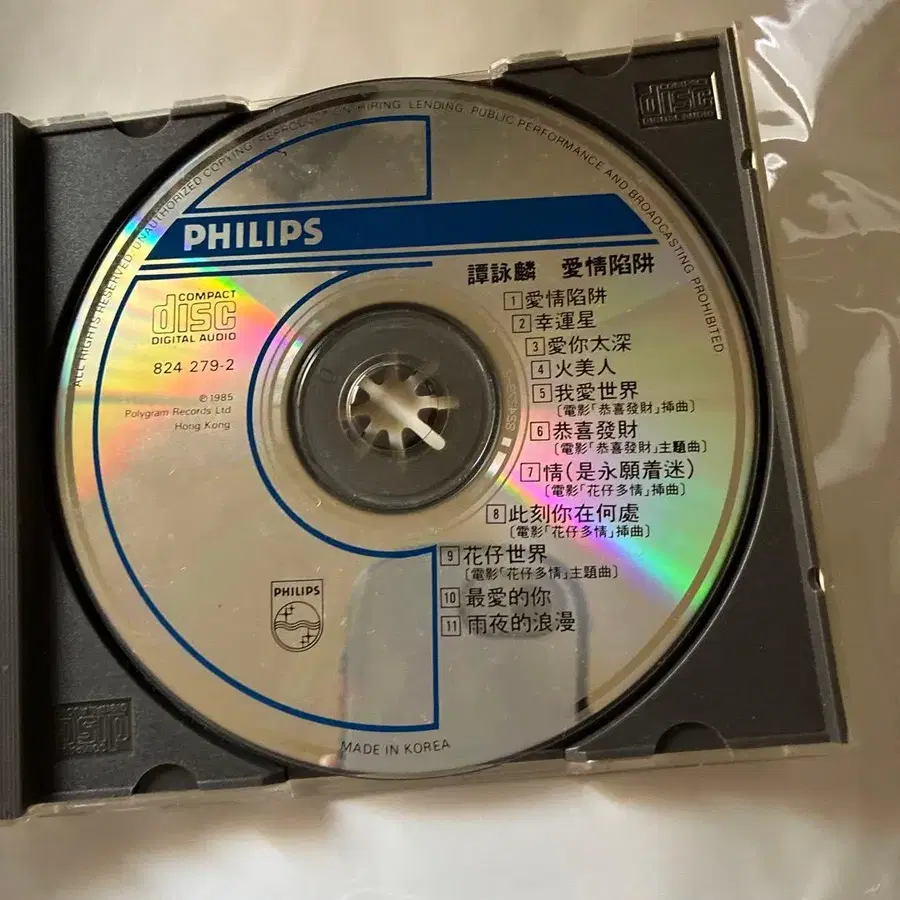 ALL RIGHTS RESERVED UNAUTHORIZED COPYING REPRODUCTION HIRING LENDING PUBLIC PERFORMANCE AND BROADCASTING PROHIBITED
COMPACT
disc
DIGITAL AUDIO
PHILIPS
譚詠麟 愛情陷阱
COMPACT
disc
DIGITAL AUDIO
824 279-2
℗ 1985
Polygram Records Ltd
Hong Kong
1 愛情陷阱
2 幸運星
3 愛你太深
4 火美人
5 我愛世界
〔電影「恭喜發財」揷曲〕
6 恭喜發財
〔電影「恭喜發財」主題曲〕
7 情(是永願着迷)
〔電影「花仔多情」揷曲〕
8 此刻你在何處
〔電影「花仔多情」揷曲〕
9 花仔世界
〔電影「花仔多情」主題曲〕
10 最愛的你
11 雨夜的浪漫
PHILIPS
MADE IN KOREA
disc